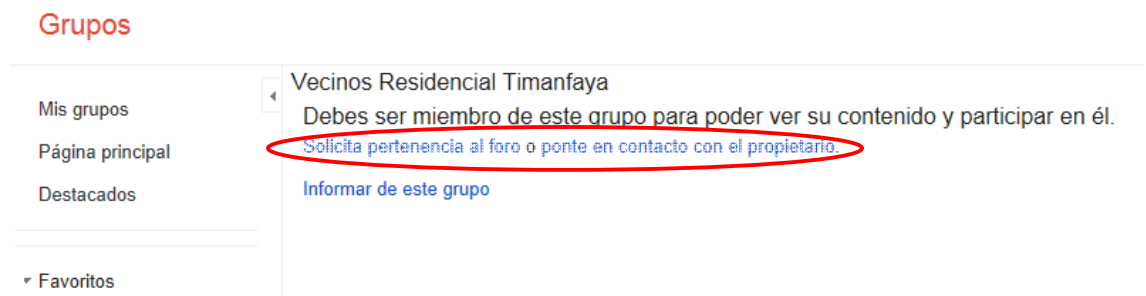 Grupos
Mis grupos
Página principal
Destacados
Favoritos
Vecinos Residencial Timanfaya
Debes ser miembro de este grupo para poder ver su contenido y participar en él.
Solicita pertenencia al foro o ponte en contacto con el propietario.
Informar de este grupo